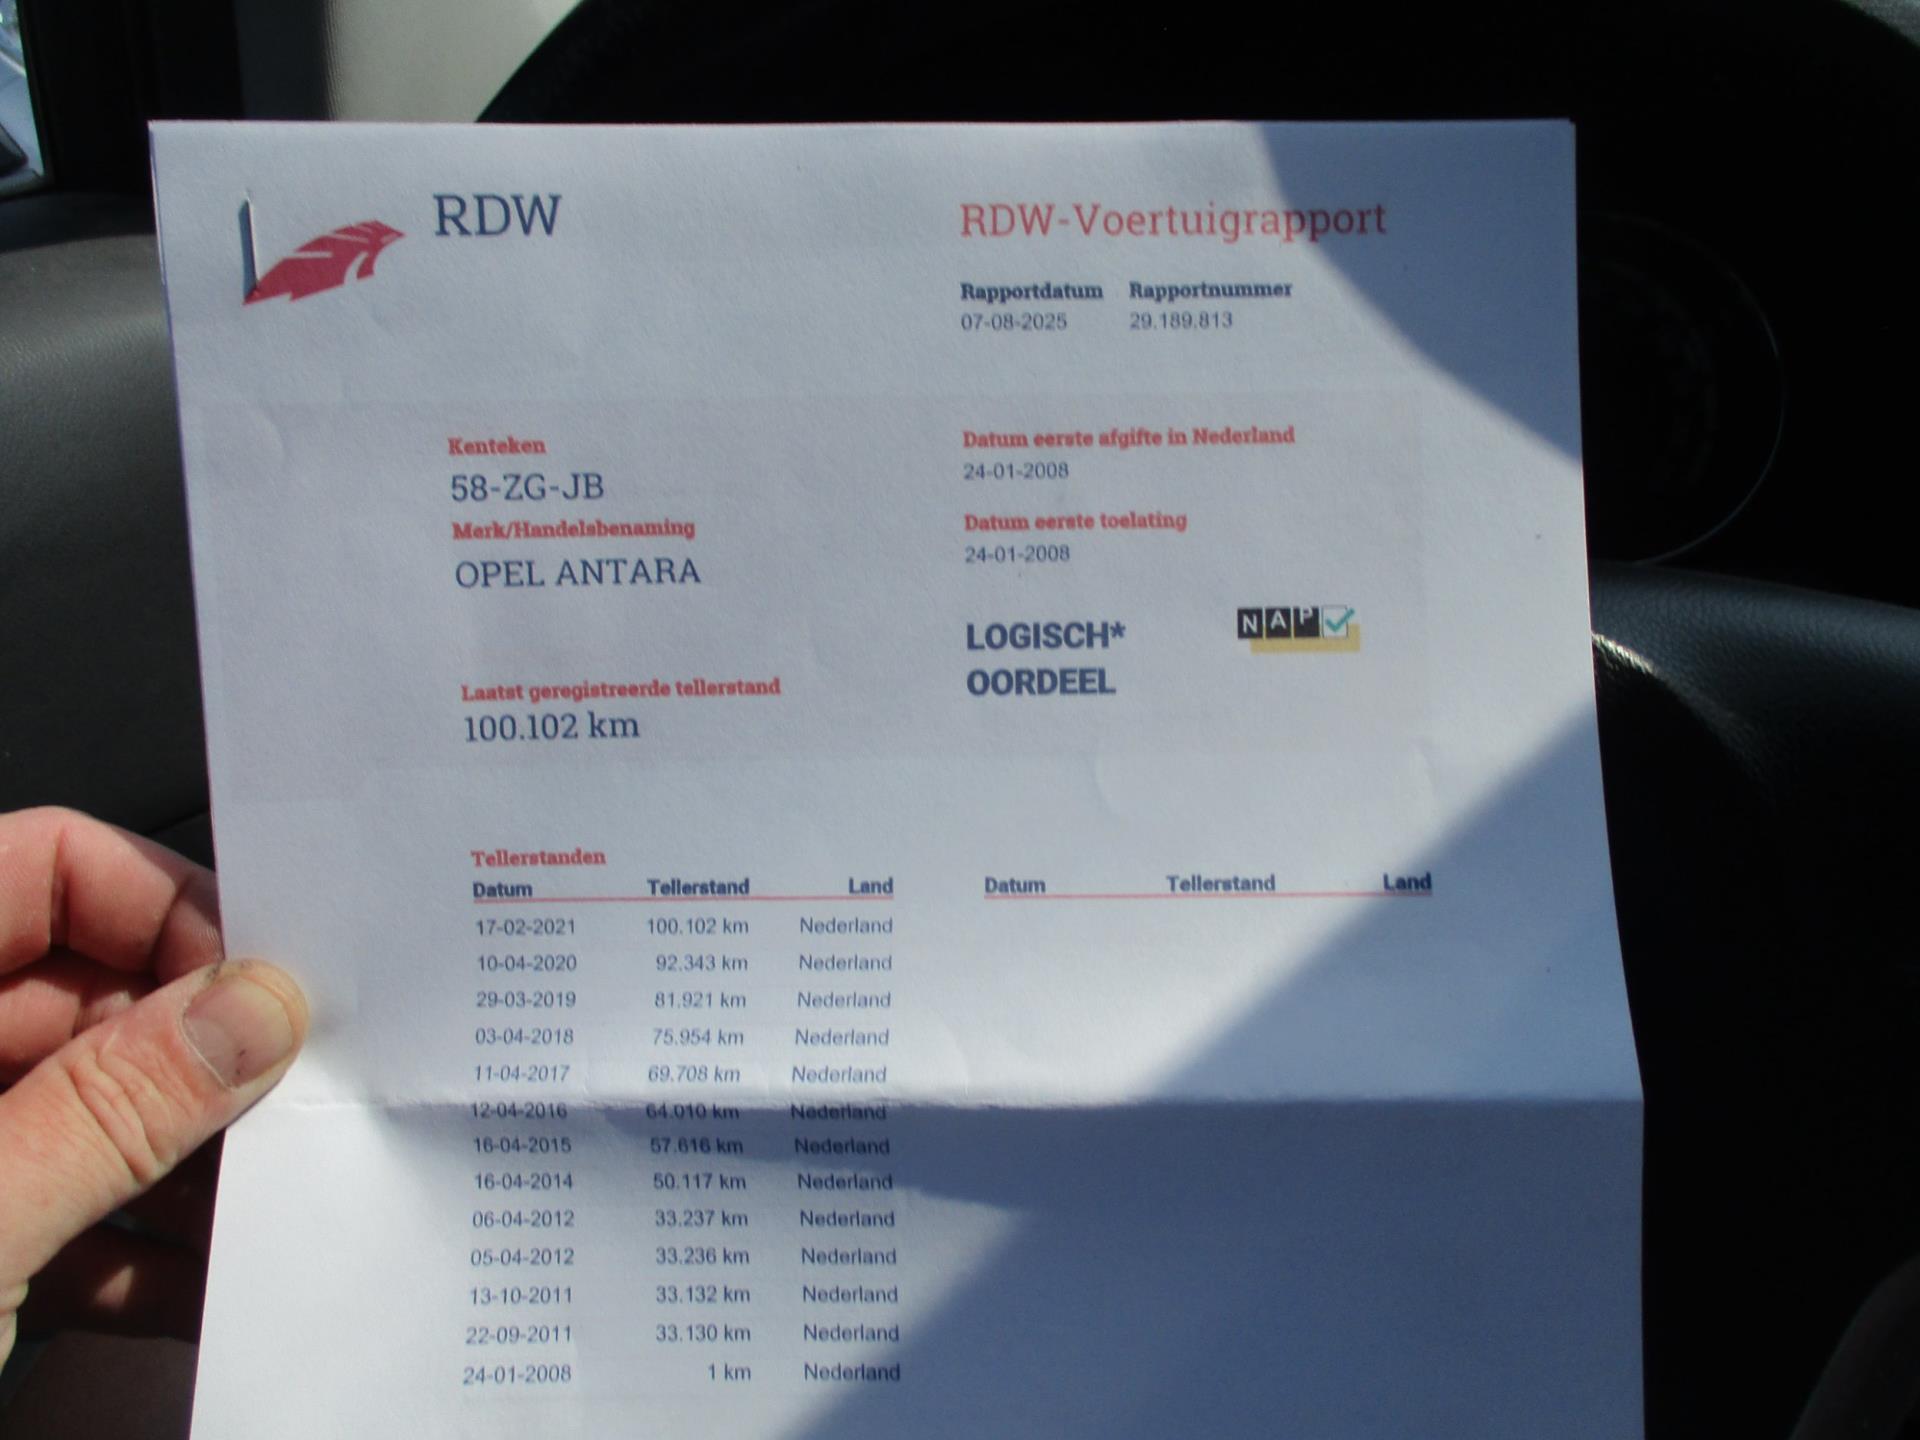 RDW
RDW-Voertuigrapport
Rapportdatum Rapportnummer
07-08-2025 29.189.813
Kenteken
58-ZG-JB
Merk/Handelsbenaming
OPEL ANTARA
Laatst geregistreerde tellerstand
100.102 km
Datum eerste afgifte in Nederland
24-01-2008
Datum eerste toelating
24-01-2008
LOGISCH*
OORDEEL
NAP
Tellerstanden
Datum Tellerstand Land Datum Tellerstand Land
17-02-2021 100.102 km Nederland
10-04-2020 92.343 km Nederland
29-03-2019 81.921 km Nederland
03-04-2018 75.954 km Nederland
11-04-2017 69.708 km Nederland
12-04-2016 64.010 km Nederland
16-04-2015 57.616 km Nederland
16-04-2014 50.117 km Nederland
06-04-2012 33.237 km Nederland
05-04-2012 33.236 km Nederland
13-10-2011 33.132 km Nederland
22-09-2011 33.130 km Nederland
24-01-2008 1 km Nederland